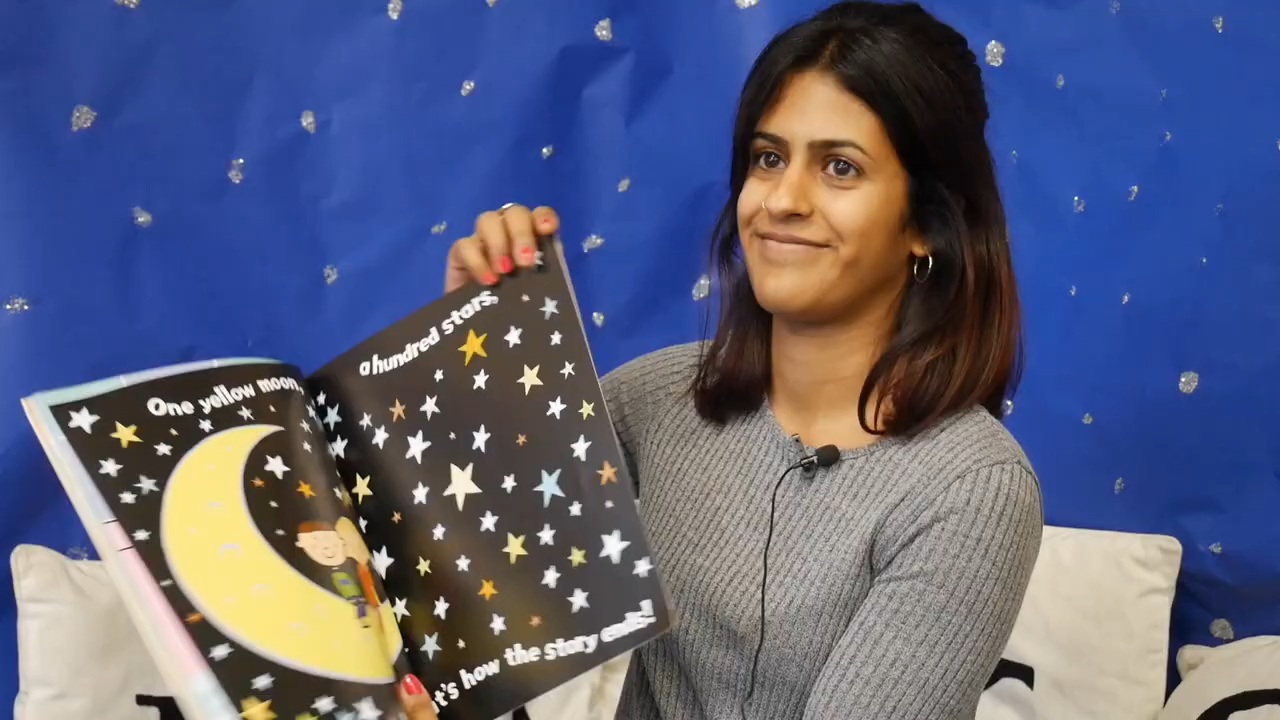 One yellow moon,
a hundred stars,
how the story ends!